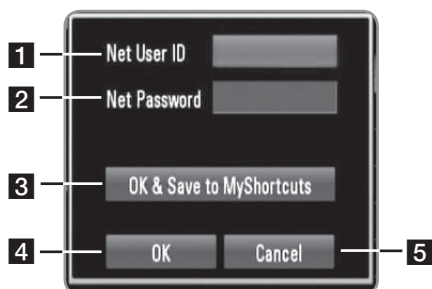 1 Net User ID
2 Net Password
3 OK & Save to MyShortcuts
4 OK Cancel 5